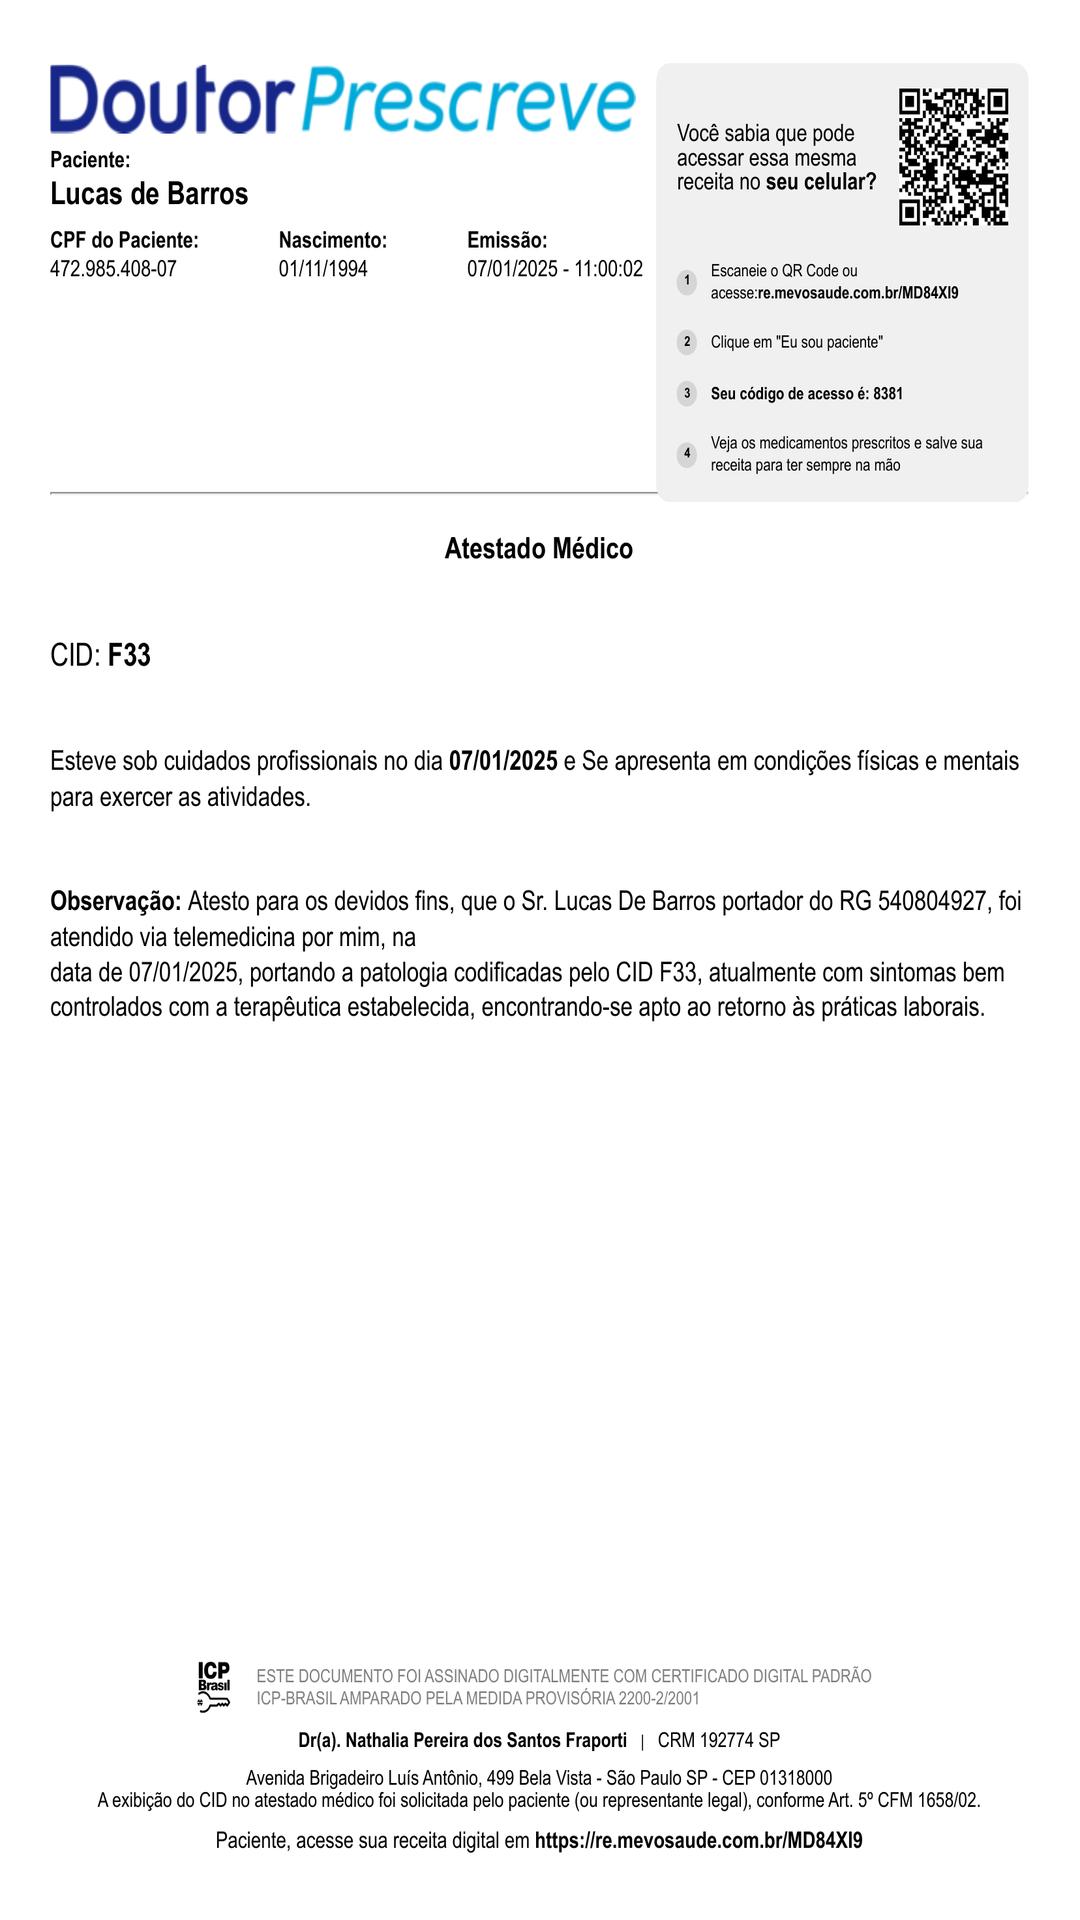 Doutor Prescreve
Paciente:
Lucas de Barros
CPF do Paciente:
472.985.408-07
Nascimento:
01/11/1994
Emissão:
07/01/2025 - 11:00:02
Você sabia que pode
acessar essa mesma
receita no seu celular?
1 Escaneie o QR Code ou
acesse:re.mevosaude.com.br/MD84Xl9
2 Clique em "Eu sou paciente"
3 Seu código de acesso é: 8381
4 Veja os medicamentos prescritos e salve sua
receita para ter sempre na mão
Atestado Médico
CID: F33
Esteve sob cuidados profissionais no dia 07/01/2025 e Se apresenta em condições físicas e mentais
para exercer as atividades.
Observação: Atesto para os devidos fins, que o Sr. Lucas De Barros portador do RG 540804927, foi
atendido via telemedicina por mim, na
data de 07/01/2025, portando a patologia codificadas pelo CID F33, atualmente com sintomas bem
controlados com a terapêutica estabelecida, encontrando-se apto ao retorno às práticas laborais.
ICP
Brasil
ESTE DOCUMENTO FOI ASSINADO DIGITALMENTE COM CERTIFICADO DIGITAL PADRÃO
ICP-BRASIL AMPARADO PELA MEDIDA PROVISÓRIA 2200-2/2001
Dr(a). Nathalia Pereira dos Santos Fraporti | CRM 192774 SP
Avenida Brigadeiro Luís Antônio, 499 Bela Vista - São Paulo SP - CEP 01318000
A exibição do CID no atestado médico foi solicitada pelo paciente (ou representante legal), conforme Art. 5º CFM 1658/02.
Paciente, acesse sua receita digital em https://re.mevosaude.com.br/MD84Xl9